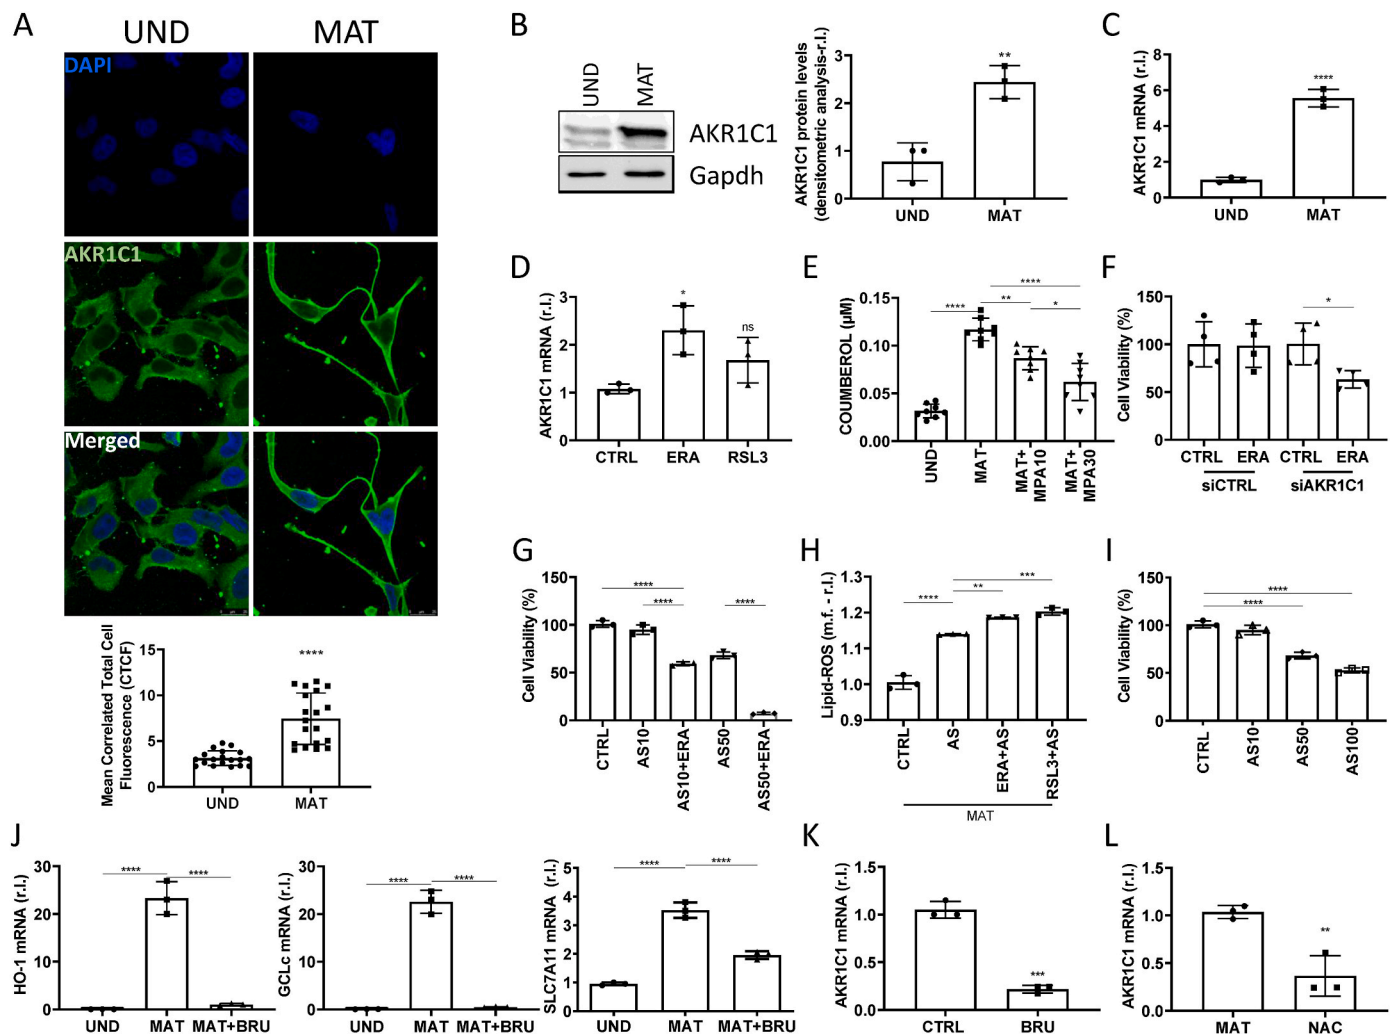 A
UND
MAT
DAPI
AKR1C1
Merged
Mean Correlated Total Cell
Fluorescence (CTCF)
15
10
5
0
****
UND
MAT
B
UND
MAT
AKR1C1
Gapdh
AKR1C1 protein levels
(densitometric analysis-r.l.)
3
2
1
0
**
UND
MAT
C
AKR1C1 mRNA (r.l.)
8
6
4
2
0
****
UND
MAT
D
AKR1C1 mRNA (r.l.)
3
2
1
0
*
ns
CTRL
ERA
RSL3
E
COUMBEROL (µM)
0.15
0.10
0.05
0.00
****
**
****
*
UND
MAT
MAT+
MPA10
MAT+
MPA30
F
Cell Viability (%)
150
100
50
0
*
CTRL
ERA
CTRL
ERA
siCTRL
siAKR1C1
G
Cell Viability (%)
150
100
50
0
****
****
****
CTRL
AS10
AS10+ERA
AS50
AS50+ERA
H
Lipid-ROS (m.f. - r.l.)
1.3
1.2
1.1
1.0
0.9
****
**
***
CTRL
AS
ERA+AS
RSL3+AS
MAT
I
Cell Viability (%)
150
100
50
0
****
****
CTRL
AS10
AS50
AS100
J
HO-1 mRNA (r.l.)
30
20
10
0
****
****
UND
MAT
MAT+BRU
GCLc mRNA (r.l.)
30
20
10
0
****
****
UND
MAT
MAT+BRU
SLC7A11 mRNA (r.l.)
5
4
3
2
1
0
****
****
UND
MAT
MAT+BRU
K
AKR1C1 mRNA (r.l.)
1.5
1.0
0.5
0.0
***
CTRL
BRU
L
AKR1C1 mRNA (r.l.)
1.5
1.0
0.5
0.0
**
MAT
NAC